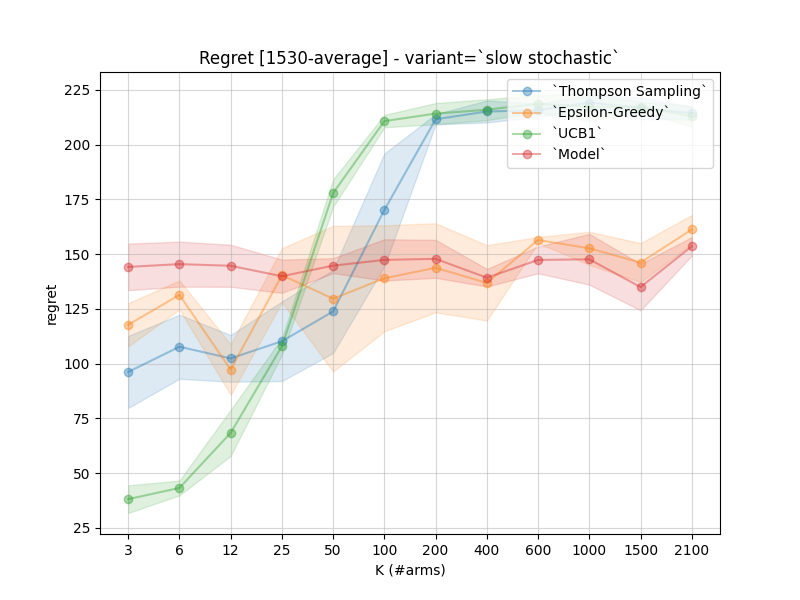 Regret [1530-average] - variant=`slow stochastic`
225
200
175
150
125
100
75
50
25
regret
`Thompson Sampling`
`Epsilon-Greedy`
`UCB1`
`Model`
3 6 12 25 50 100 200 400 600 1000 1500 2100
K (#arms)